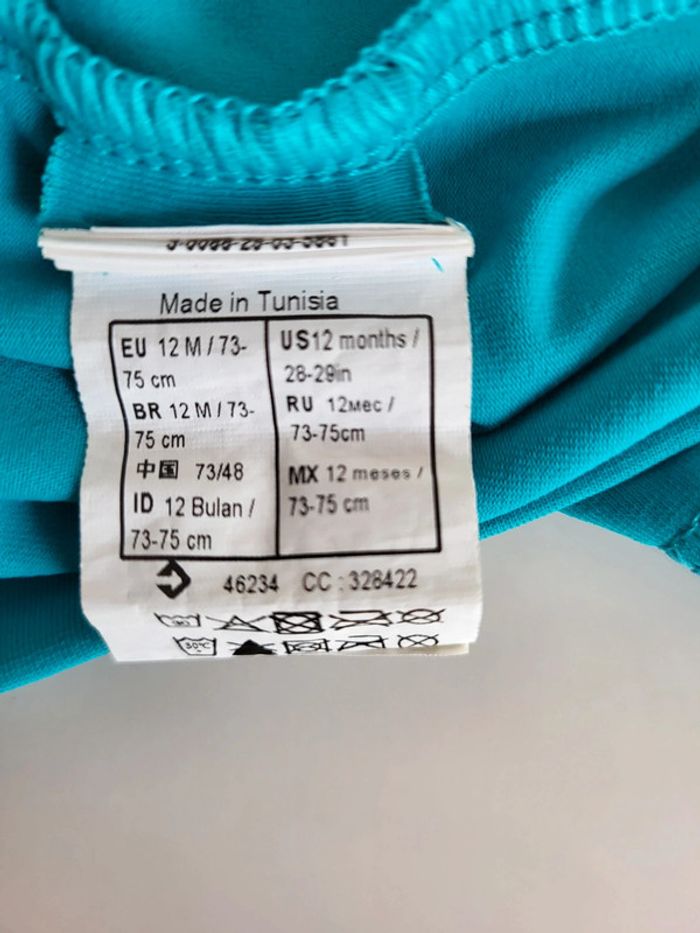 Made in Tunisia
EU 12 M / 73-
75 cm
BR 12 M / 73-
75 cm
中国 73/48
ID 12 Bulan /
73-75 cm
US12 months /
28-29in
RU 12мес /
73-75cm
MX 12 meses /
73-75 cm
46234 CC : 328422
30°C